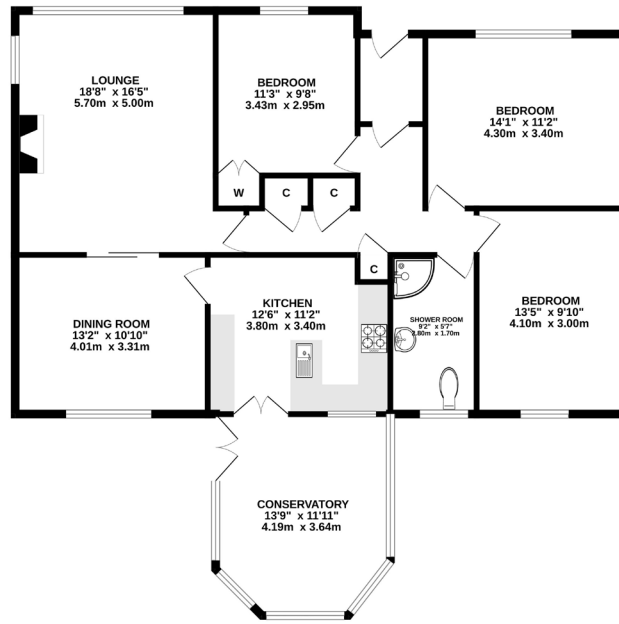 LOUNGE
18'8" x 16'5"
5.70m x 5.00m
BEDROOM
11'3" x 9'8"
3.43m x 2.95m
BEDROOM
14'1" x 11'2"
4.30m x 3.40m
W
C
C
C
DINING ROOM
13'2" x 10'10"
4.01m x 3.31m
KITCHEN
12'6" x 11'2"
3.80m x 3.40m
SHOWER ROOM
9'2" x 5'7"
2.80m x 1.70m
BEDROOM
13'5" x 9'10"
4.10m x 3.00m
CONSERVATORY
13'9" x 11'11"
4.19m x 3.64m